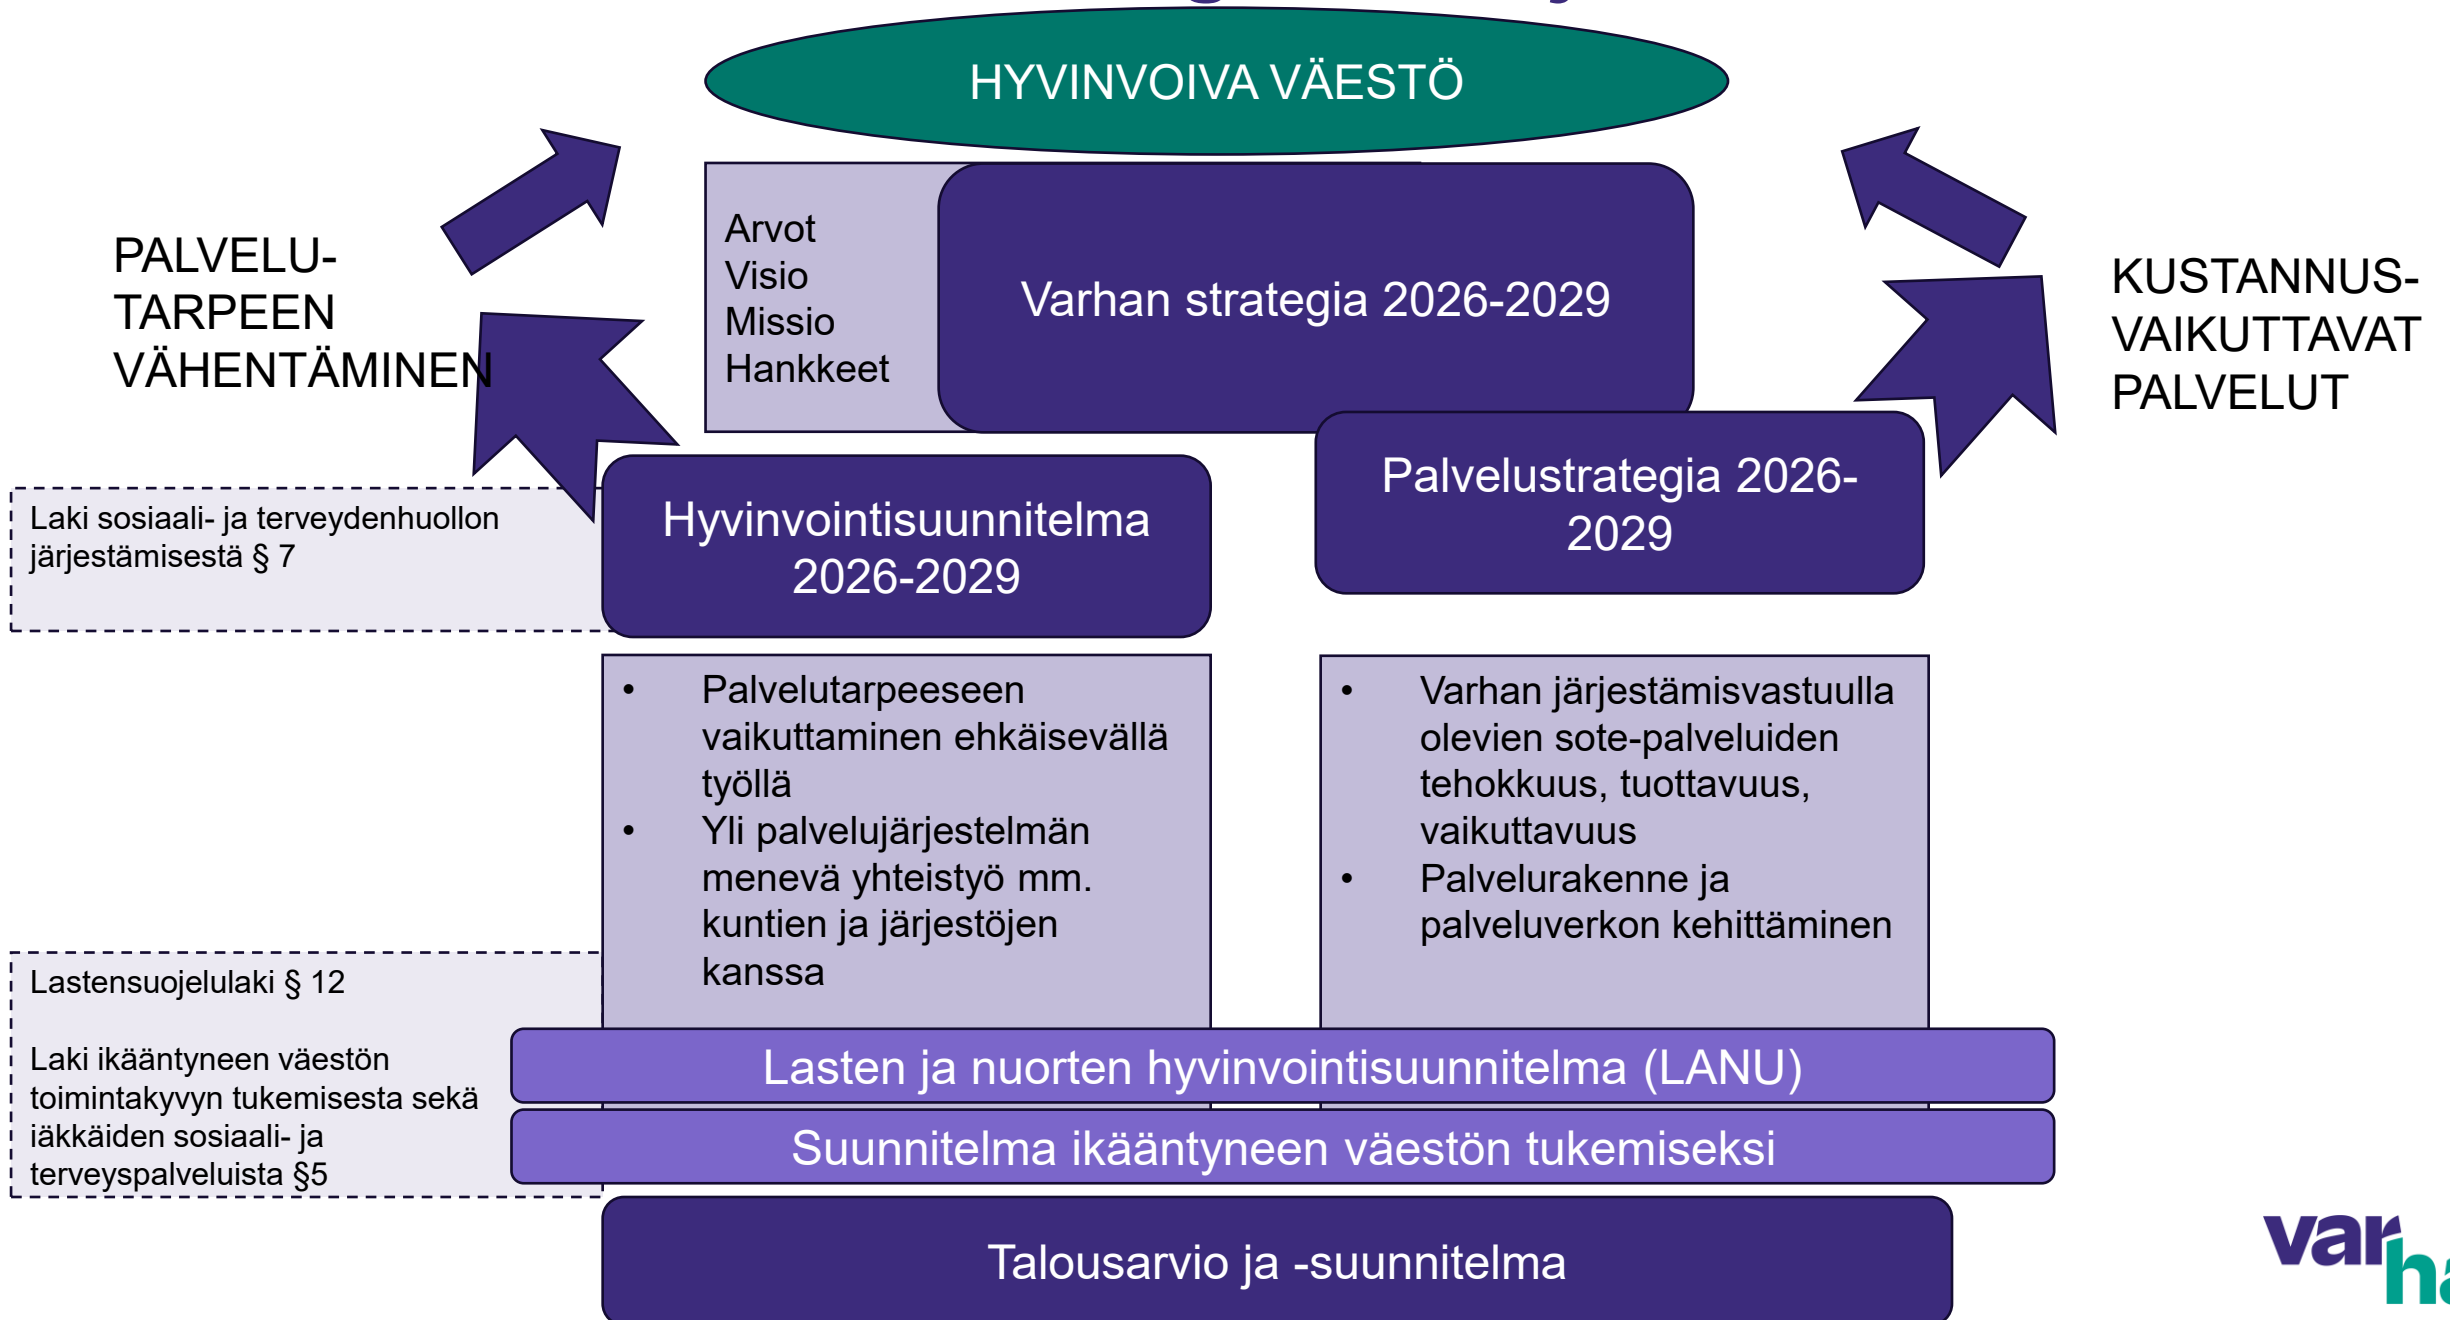 HYVINVOIVA VÄESTÖ
Arvot
Visio
Missio
Hankkeet
Varhan strategia 2026-2029
PALVELU-
TARPEEN
VÄHENTÄMINEN
KUSTANNUS-
VAIKUTTAVAT
PALVELUT
Laki sosiaali- ja terveydenhuollon
järjestämisestä § 7
Hyvinvointisuunnitelma
2026-2029
Palvelustrategia 2026-
2029
• Palvelutarpeeseen
vaikuttaminen ehkäisevällä
työllä
• Yli palvelujärjestelmän
menevä yhteistyö mm.
kuntien ja järjestöjen
kanssa
• Varhan järjestämisvastuulla
olevien sote-palveluiden
tehokkuus, tuottavuus,
vaikuttavuus
• Palvelurakenne ja
palveluverkon kehittäminen
Lastensuojelulaki § 12
Laki ikääntyneen väestön
toimintakyvyn tukemisesta sekä
iäkkäiden sosiaali- ja
terveyspalveluista §5
Lasten ja nuorten hyvinvointisuunnitelma (LANU)
Suunnitelma ikääntyneen väestön tukemiseksi
Talousarvio ja -suunnitelma
var
ha